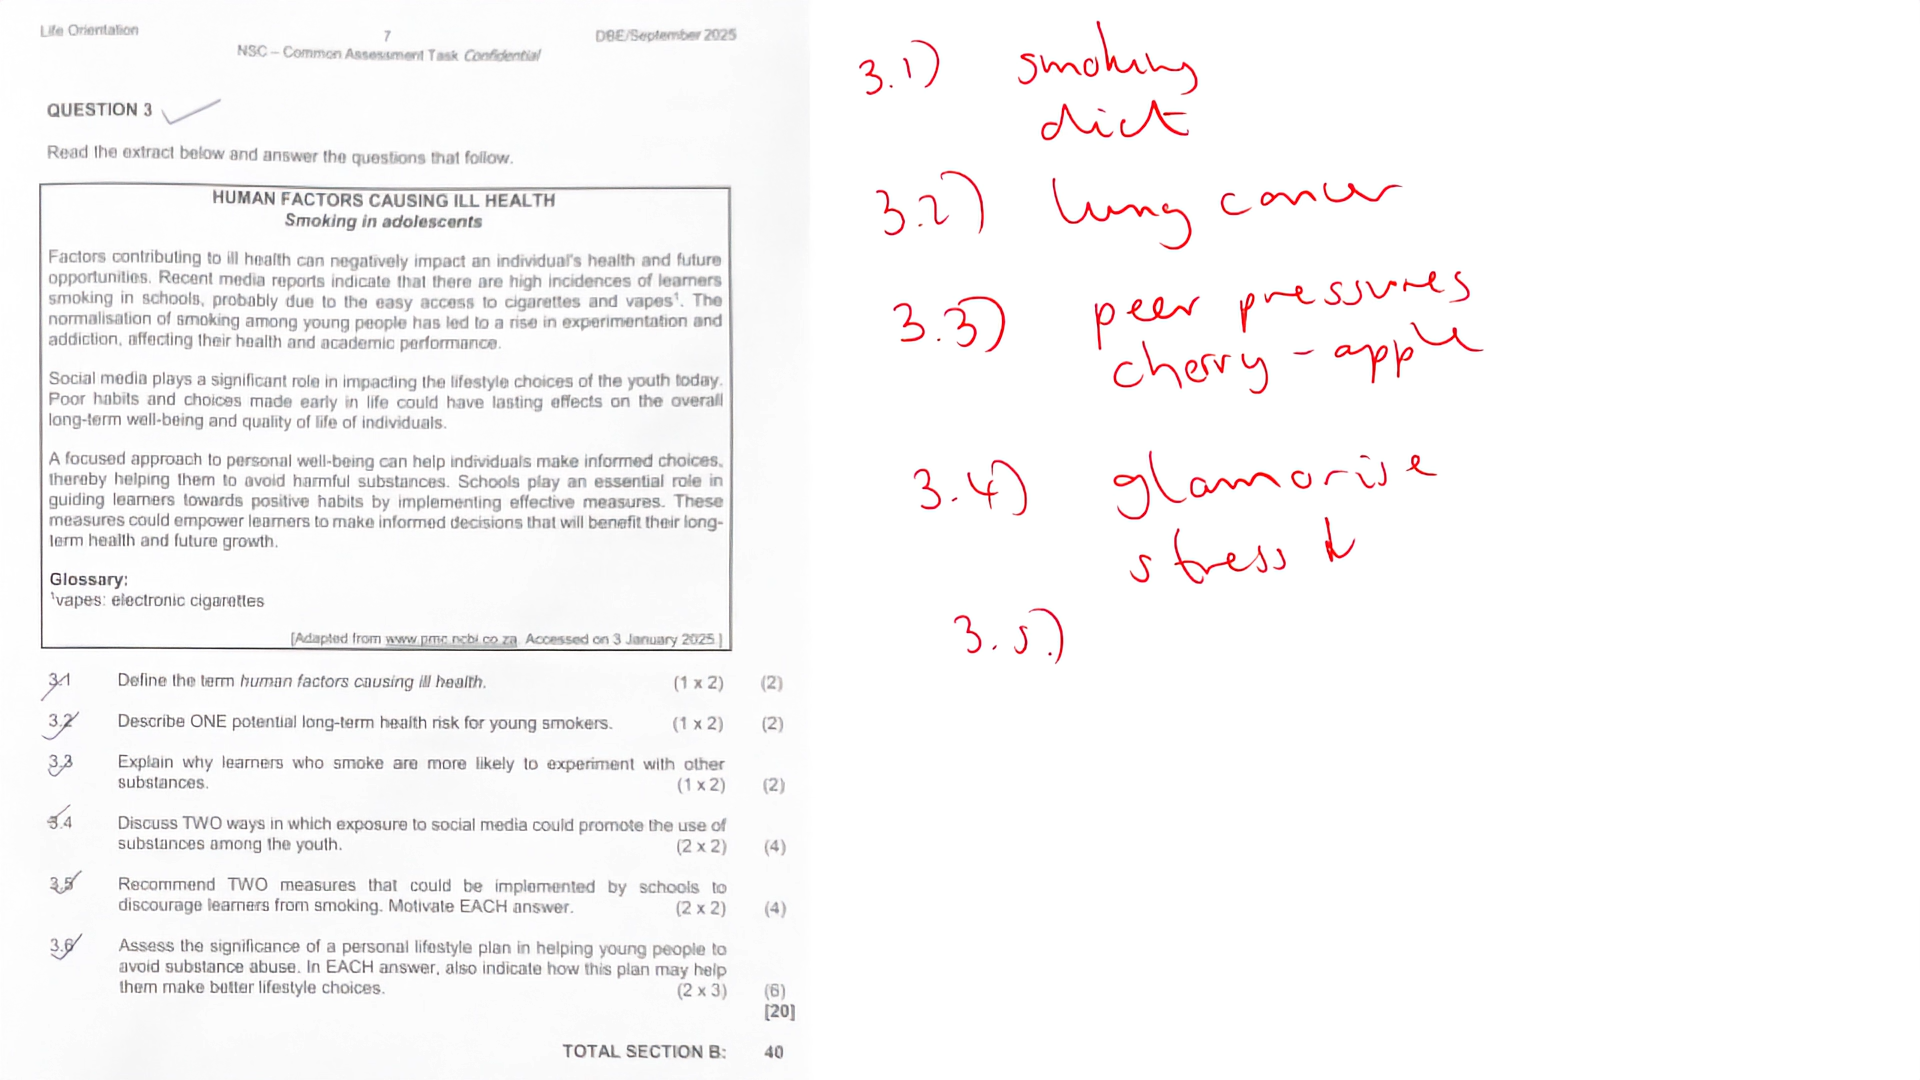 Life Orientation
7
DBE/September 2025
NSC – Common Assessment Task Confidential
QUESTION 3
Read the extract below and answer the questions that follow.
HUMAN FACTORS CAUSING ILL HEALTH
Smoking in adolescents
Factors contributing to ill health can negatively impact an individual's health and future
opportunities. Recent media reports indicate that there are high incidences of learners
smoking in schools, probably due to the easy access to cigarettes and vapes¹. The
normalisation of smoking among young people has led to a rise in experimentation and
addiction, affecting their health and academic performance.
Social media plays a significant role in impacting the lifestyle choices of the youth today.
Poor habits and choices made early in life could have lasting effects on the overall
long-term well-being and quality of life of individuals.
A focused approach to personal well-being can help individuals make informed choices,
thereby helping them to avoid harmful substances. Schools play an essential role in
guiding learners towards positive habits by implementing effective measures. These
measures could empower learners to make informed decisions that will benefit their long-
term health and future growth.
Glossary:
¹vapes: electronic cigarettes
[Adapted from www.pmc.ncbi.co.za. Accessed on 3 January 2025.]
3.1 Define the term human factors causing ill health. (1 x 2) (2)
3.2 Describe ONE potential long-term health risk for young smokers. (1 x 2) (2)
3.3 Explain why learners who smoke are more likely to experiment with other
substances. (1 x 2) (2)
3.4 Discuss TWO ways in which exposure to social media could promote the use of
substances among the youth. (2 x 2) (4)
3.5 Recommend TWO measures that could be implemented by schools to
discourage learners from smoking. Motivate EACH answer. (2 x 2) (4)
3.6 Assess the significance of a personal lifestyle plan in helping young people to
avoid substance abuse. In EACH answer, also indicate how this plan may help
them make better lifestyle choices. (2 x 3) (6)
[20]
TOTAL SECTION B: 40
3.1) smoking
diet
3.2) lung cancer
3.3) peer pressures
cherry - apple
3.4) glamorise
stress ↓
3.5.)